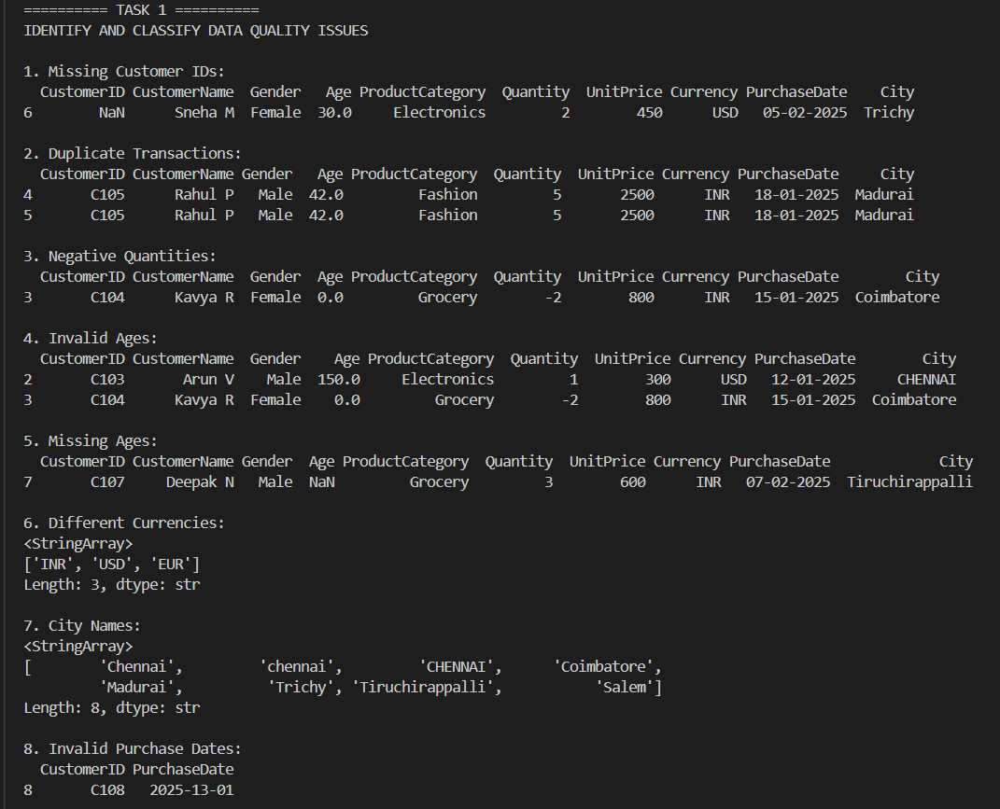 ========== TASK 1 ==========
IDENTIFY AND CLASSIFY DATA QUALITY ISSUES

1. Missing Customer IDs:
  CustomerID CustomerName  Gender   Age ProductCategory  Quantity  UnitPrice Currency PurchaseDate    City
6        NaN      Sneha M  Female  30.0     Electronics         2        450      USD   05-02-2025  Trichy

2. Duplicate Transactions:
  CustomerID CustomerName Gender   Age ProductCategory  Quantity  UnitPrice Currency PurchaseDate     City
4       C105      Rahul P   Male  42.0         Fashion         5       2500      INR   18-01-2025  Madurai
5       C105      Rahul P   Male  42.0         Fashion         5       2500      INR   18-01-2025  Madurai

3. Negative Quantities:
  CustomerID CustomerName  Gender  Age ProductCategory  Quantity  UnitPrice Currency PurchaseDate        City
3       C104      Kavya R  Female  0.0         Grocery        -2        800      INR   15-01-2025  Coimbatore

4. Invalid Ages:
  CustomerID CustomerName  Gender    Age ProductCategory  Quantity  UnitPrice Currency PurchaseDate        City
2       C103       Arun V    Male  150.0     Electronics         1        300      USD   12-01-2025     CHENNAI
3       C104      Kavya R  Female    0.0         Grocery        -2        800      INR   15-01-2025  Coimbatore

5. Missing Ages:
  CustomerID CustomerName Gender  Age ProductCategory  Quantity  UnitPrice Currency PurchaseDate             City
7       C107     Deepak N   Male  NaN         Grocery         3        600      INR   07-02-2025  Tiruchirappalli

6. Different Currencies:
<StringArray>
['INR', 'USD', 'EUR']
Length: 3, dtype: str

7. City Names:
<StringArray>
[        'Chennai',         'chennai',         'CHENNAI',      'Coimbatore',
         'Madurai',          'Trichy', 'Tiruchirappalli',           'Salem']
Length: 8, dtype: str

8. Invalid Purchase Dates:
  CustomerID PurchaseDate
8       C108   2025-13-01